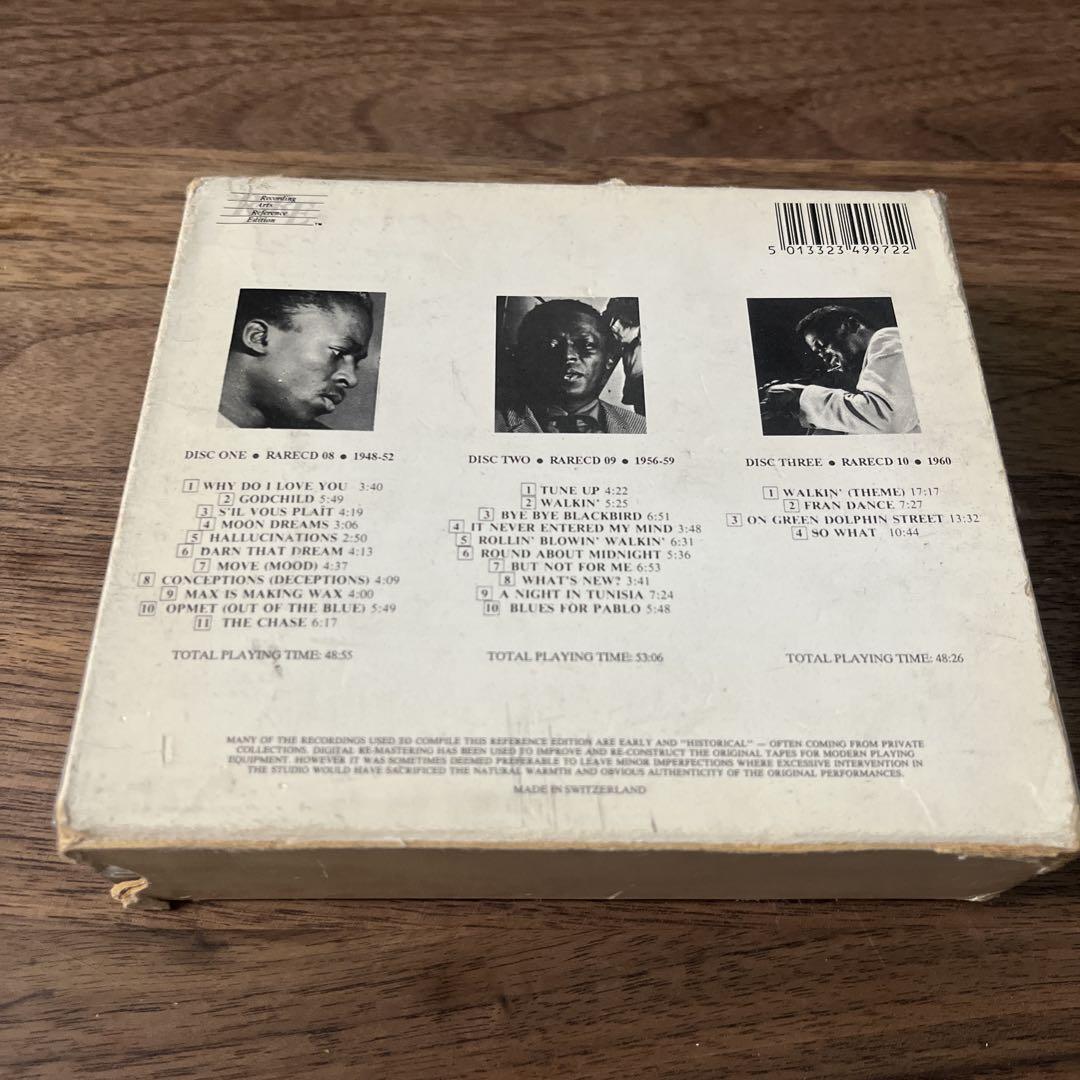 Recording
Arts
Reference
Edition
™
5 013323 499722
DISC ONE • RARECD 08 • 1948-52
1 WHY DO I LOVE YOU 3:40
2 GODCHILD 5:49
3 S'IL VOUS PLAÎT 4:19
4 MOON DREAMS 3:06
5 HALLUCINATIONS 2:50
6 DARN THAT DREAM 4:13
7 MOVE (MOOD) 4:37
8 CONCEPTIONS (DECEPTIONS) 4:09
9 MAX IS MAKING WAX 4:00
10 OPMET (OUT OF THE BLUE) 5:49
11 THE CHASE 6:17
TOTAL PLAYING TIME: 48:55
DISC TWO • RARECD 09 • 1956-59
1 TUNE UP 4:22
2 WALKIN' 5:25
3 BYE BYE BLACKBIRD 6:51
4 IT NEVER ENTERED MY MIND 3:48
5 ROLLIN' BLOWIN' WALKIN' 6:31
6 ROUND ABOUT MIDNIGHT 5:36
7 BUT NOT FOR ME 6:53
8 WHAT'S NEW? 3:41
9 A NIGHT IN TUNISIA 7:24
10 BLUES FOR PABLO 5:48
TOTAL PLAYING TIME: 53:06
DISC THREE • RARECD 10 • 1960
1 WALKIN' (THEME) 17:17
2 FRAN DANCE 7:27
3 ON GREEN DOLPHIN STREET 13:32
4 SO WHAT 10:44
TOTAL PLAYING TIME: 48:26
MANY OF THE RECORDINGS USED TO COMPILE THIS REFERENCE EDITION ARE EARLY AND "HISTORICAL" — OFTEN COMING FROM PRIVATE
COLLECTIONS. DIGITAL RE-MASTERING HAS BEEN USED TO IMPROVE AND RE-CONSTRUCT THE ORIGINAL TAPES FOR MODERN PLAYING
EQUIPMENT. HOWEVER IT WAS SOMETIMES DEEMED PREFERABLE TO LEAVE MINOR IMPERFECTIONS WHERE EXCESSIVE INTERVENTION IN
THE STUDIO WOULD HAVE SACRIFICED THE NATURAL WARMTH AND OBVIOUS AUTHENTICITY OF THE ORIGINAL PERFORMANCES.
MADE IN SWITZERLAND